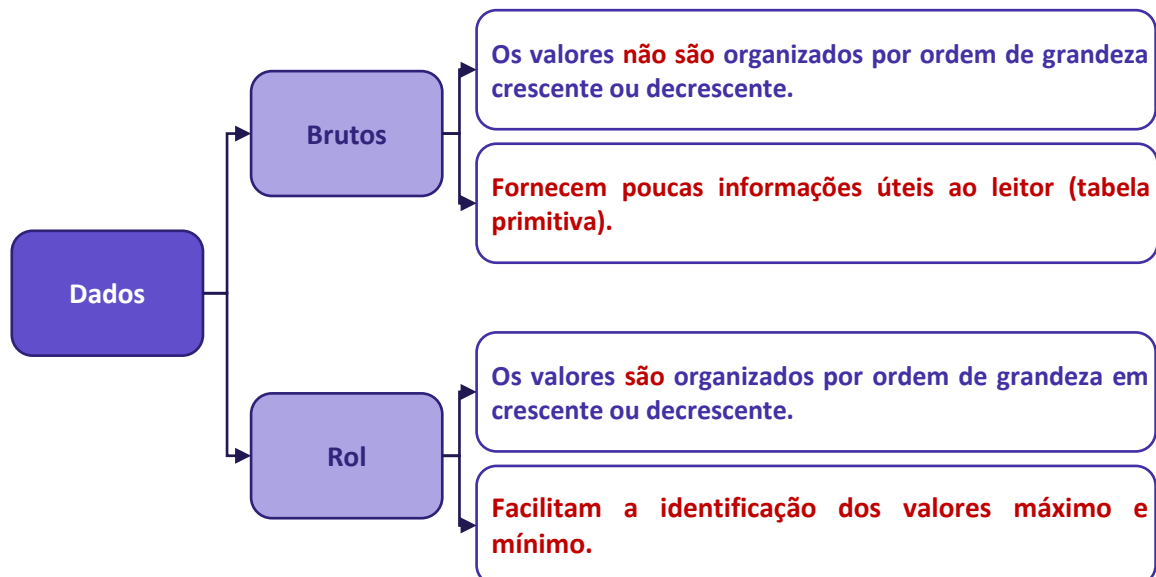 Dados
Brutos
Os valores não são organizados por ordem de grandeza
crescente ou decrescente.
Fornecem poucas informações úteis ao leitor (tabela
primitiva).
Rol
Os valores são organizados por ordem de grandeza em
crescente ou decrescente.
Facilitam a identificação dos valores máximo e
mínimo.